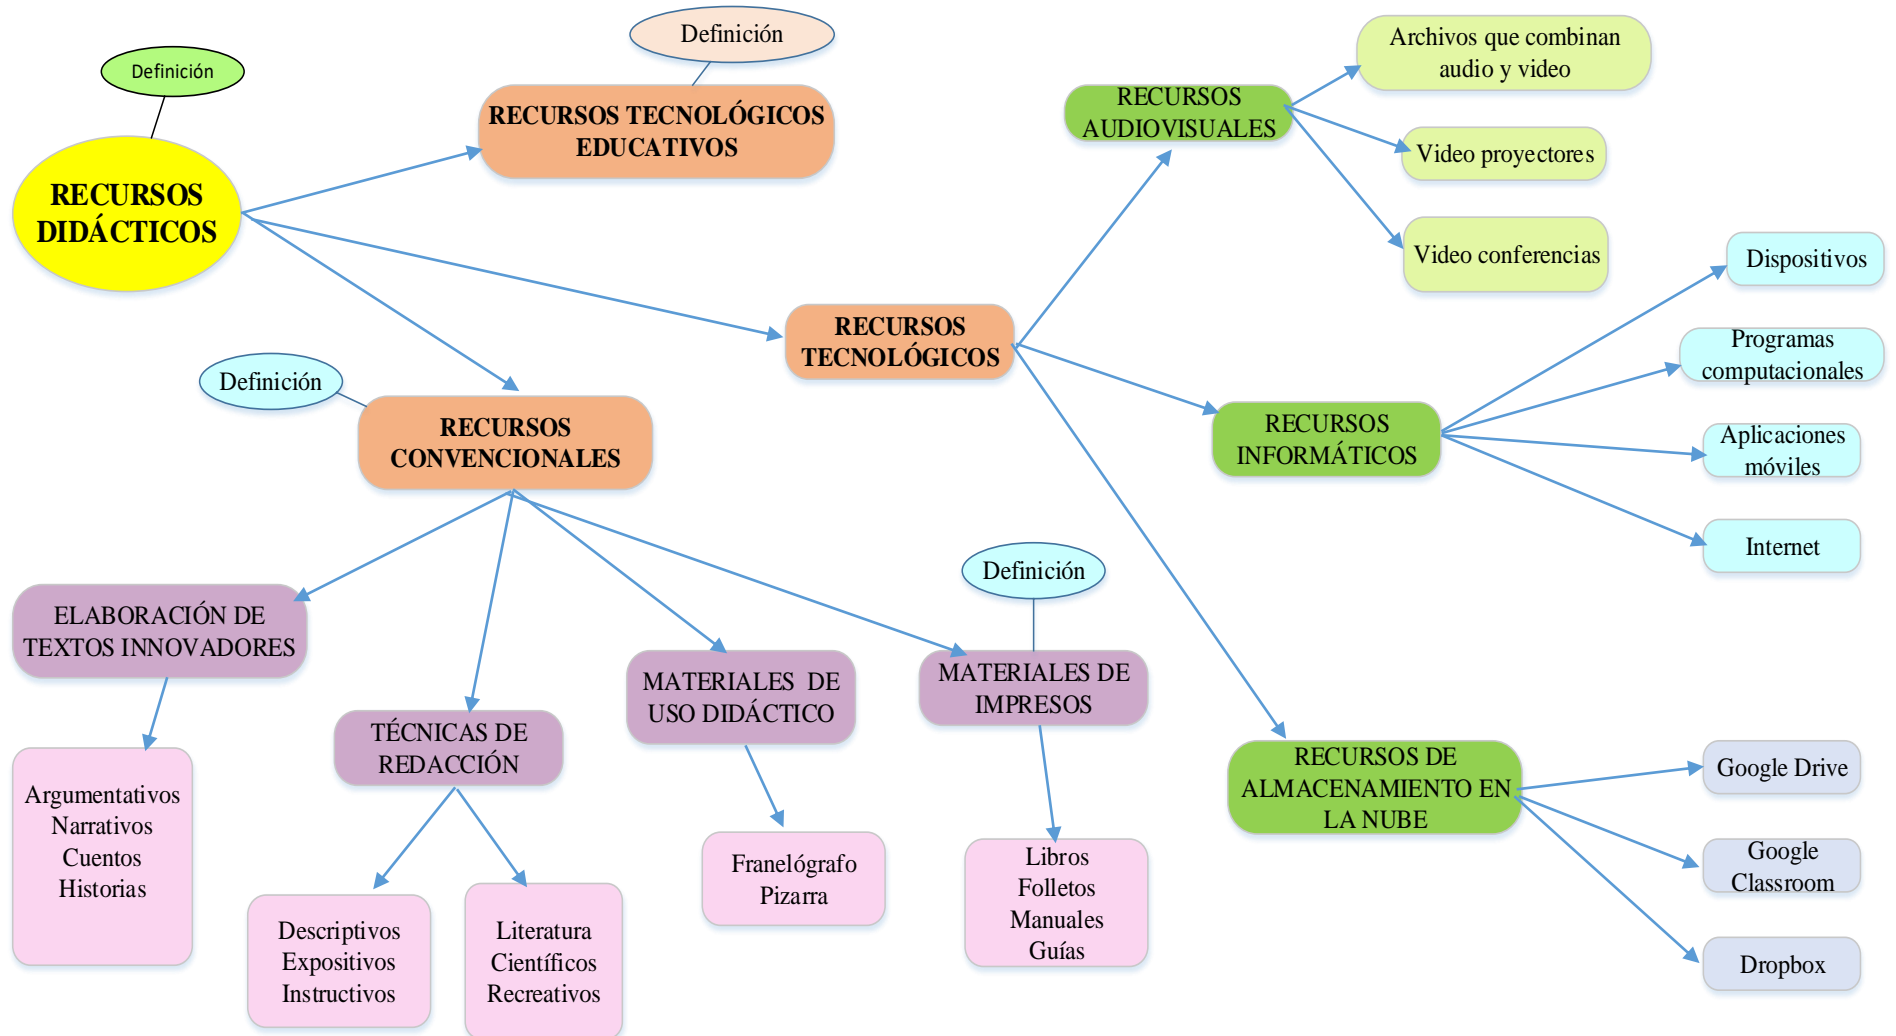 Definición
RECURSOS
DIDÁCTICOS
Definición
RECURSOS TECNOLÓGICOS
EDUCATIVOS
RECURSOS
TECNOLÓGICOS
RECURSOS
AUDIOVISUALES
Archivos que combinan
audio y video
Video proyectores
Video conferencias
RECURSOS
INFORMÁTICOS
Dispositivos
Programas
computacionales
Aplicaciones
móviles
Internet
RECURSOS DE
ALMACENAMIENTO EN
LA NUBE
Google Drive
Google
Classroom
Dropbox
Definición
RECURSOS
CONVENCIONALES
ELABORACIÓN DE
TEXTOS INNOVADORES
Argumentativos
Narrativos
Cuentos
Historias
TÉCNICAS DE
REDACCIÓN
Descriptivos
Expositivos
Instructivos
Literatura
Científicos
Recreativos
MATERIALES DE
USO DIDÁCTICO
Franelógrafo
Pizarra
Definición
MATERIALES DE
IMPRESOS
Libros
Folletos
Manuales
Guías